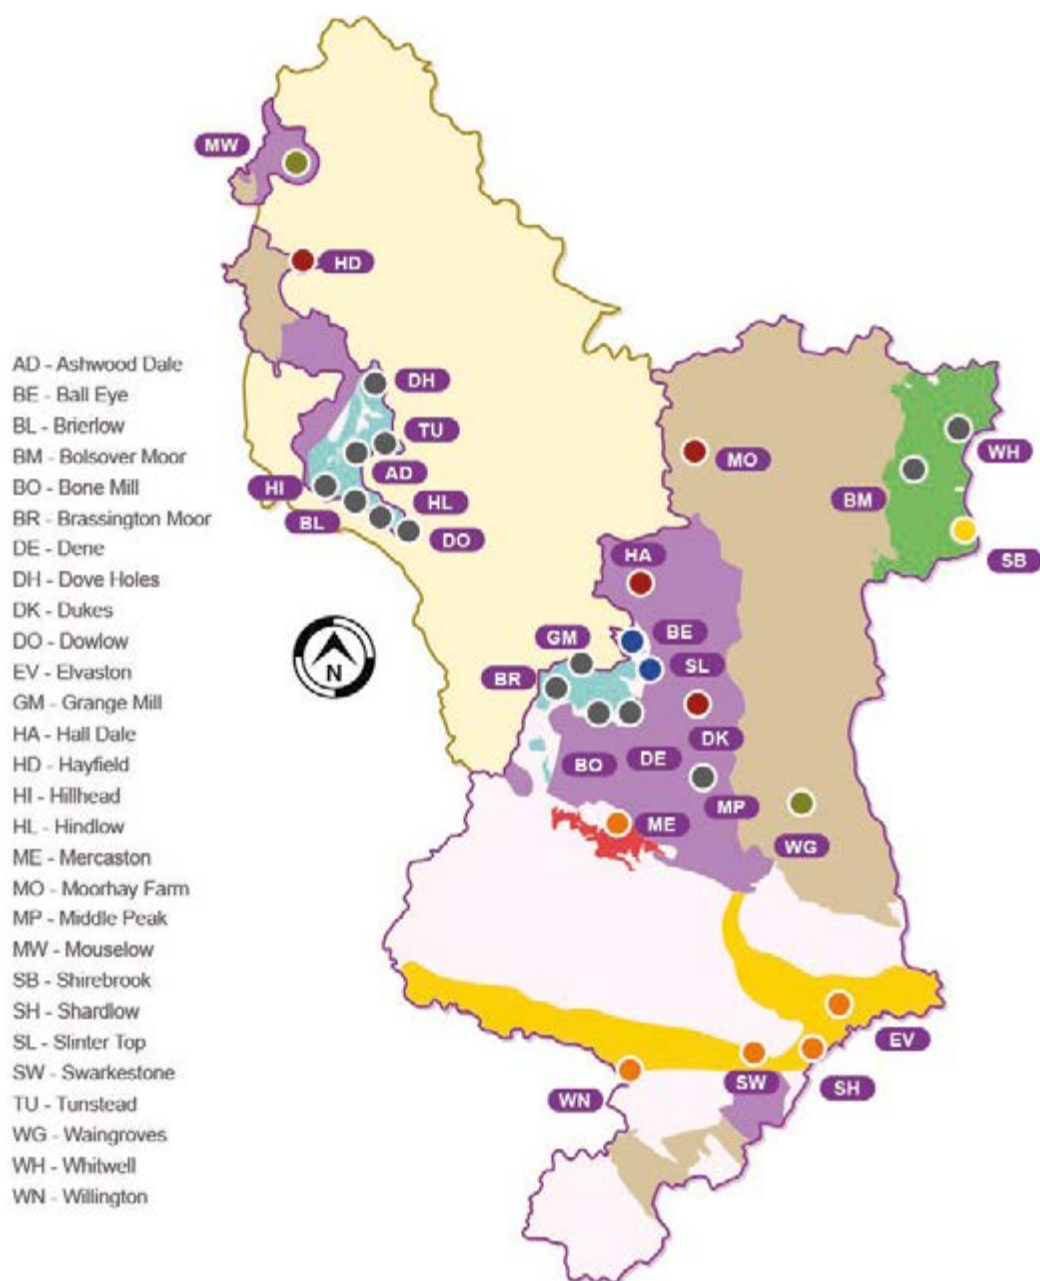 MW
HD
AD - Ashwood Dale
BE - Ball Eye
BL - Brierlow
BM - Bolsover Moor
BO - Bone Mill
BR - Brassington Moor
DE - Dene
DH - Dove Holes
DK - Dukes
DO - Dowlow
EV - Elvaston
GM - Grange Mill
HA - Hall Dale
HD - Hayfield
HI - Hillhead
HL - Hindlow
ME - Mercaston
MO - Moorhay Farm
MP - Middle Peak
MW - Mouselow
SB - Shirebrook
SH - Shardlow
SL - Slinter Top
SW - Swarkestone
TU - Tunstead
WG - Waingroves
WH - Whitwell
WN - Willington
DH
TU
AD
HI
HL
BL
DO
MO
WH
BM
SB
HA
GM
BE
SL
BR
N
DK
BO
DE
MP
ME
WG
EV
SW
SH
WN